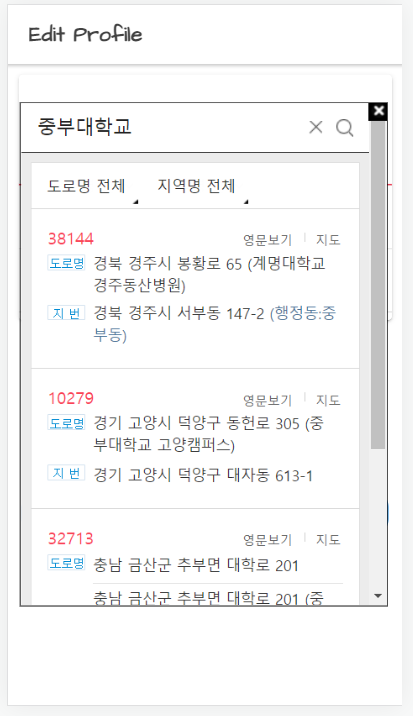 Edit Profile
중부대학교
도로명 전체 지역명 전체
38144 영문보기 지도
도로명 경북 경주시 봉황로 65 (계명대학교
경주동산병원)
지 번 경북 경주시 서부동 147-2 (행정동:중
부동)
10279 영문보기 지도
도로명 경기 고양시 덕양구 동헌로 305 (중
부대학교 고양캠퍼스)
지 번 경기 고양시 덕양구 대자동 613-1
32713 영문보기 지도
도로명 충남 금산군 추부면 대학로 201
충남 금산군 추부면 대학로 201 (중